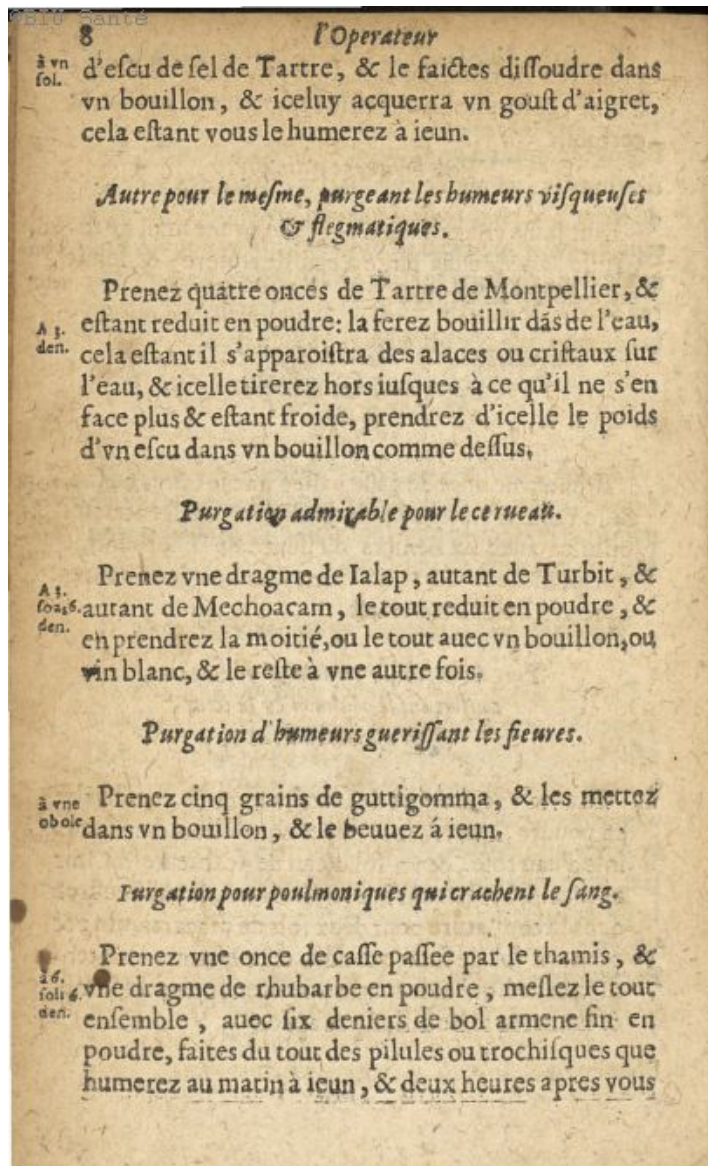 ©BIU Santé
8 l'Operateur
à vn
sol.
d'escu de sel de Tartre, & le faictes dissoudre dans
vn bouillon, & iceluy acquerra vn goust d'aigret,
cela estant vous le humerez à ieun.
Autre pour le mesme, purgeant les humeurs visqueuses
& flegmatiques.
Prenez quatre onces de Tartre de Montpellier, &
A 3.
den.
estant reduit en poudre: la ferez bouillir dãs de l'eau,
cela estant il s'apparoistra des alaces ou cristaux sur
l'eau, & icelle tirerez hors iusques à ce qu'il ne s'en
face plus & estant froide, prendrez d'icelle le poids
d'vn escu dans vn bouillon comme dessus.
Purgation admirable pour le cerueau.
Prenez vne dragme de Ialap, autant de Turbit, &
A 3.
den.
autant de Mechoacam, le tout reduit en poudre, &
en prendrez la moitié, ou le tout auec vn bouillon, ou
vin blanc, & le reste à vne autre fois.
Purgation d'humeurs guerissant les fieures.
à vne
obole
Prenez cinq grains de guttigomma, & les mettez
dans vn bouillon, & le beuuez á ieun.
Purgation pour poulmoniques qui crachent le sang.
Prenez vne once de casse passee par le thamis, &
à 6.
sols 6.
den.
vne dragme de rhubarbe en poudre, meslez le tout
ensemble, auec six deniers de bol armene fin en
poudre, faites du tout des pilules ou trochisques que
humerez au matin à ieun, & deux heures apres vous